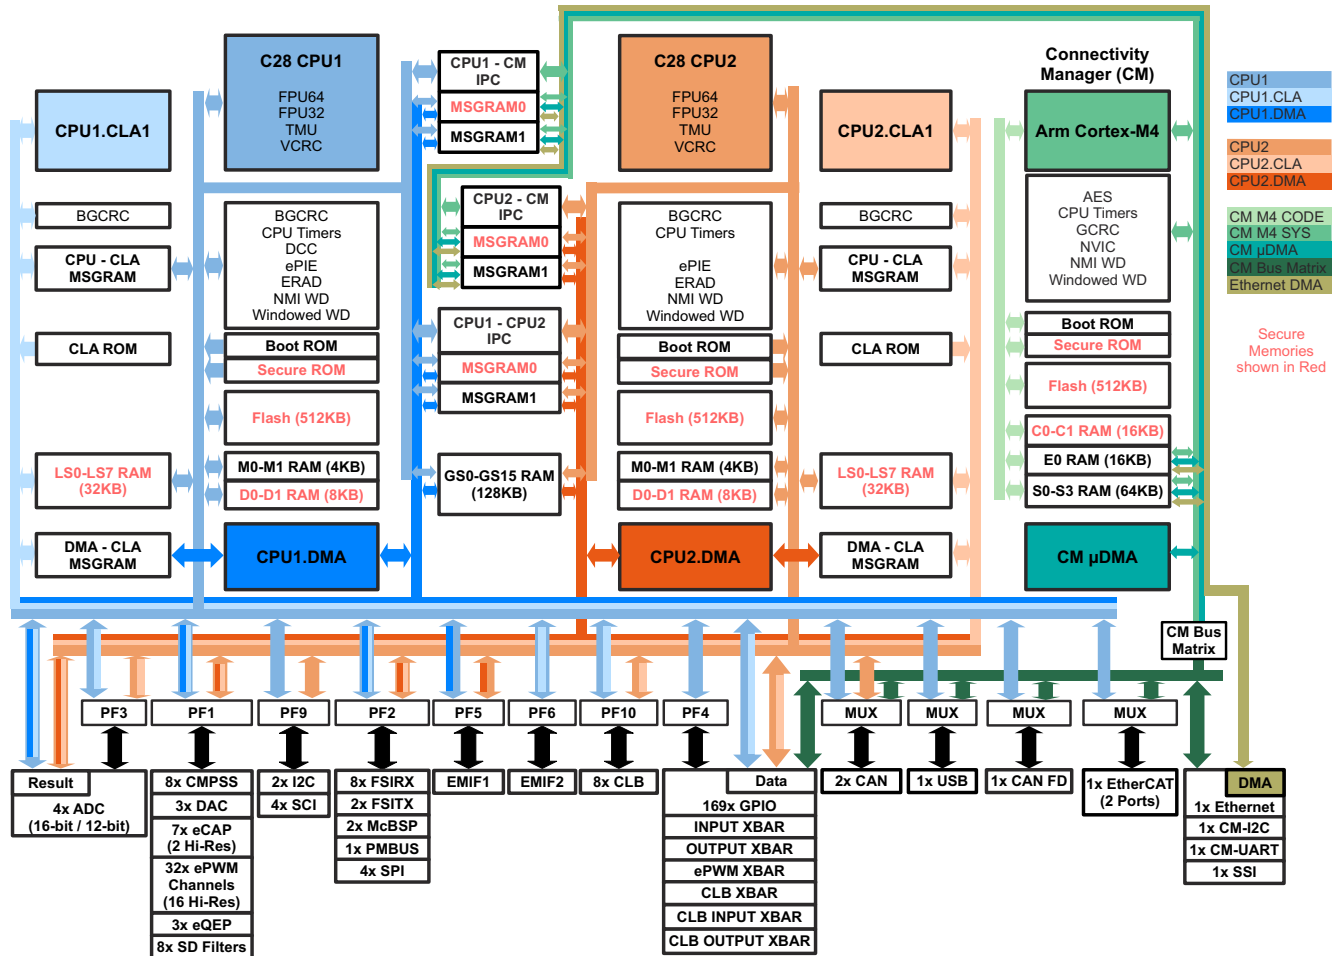 C28 CPU1
FPU64
FPU32
TMU
VCRC
CPU1.CLA1
BGCRC
CPU - CLA
MSGRAM
CLA ROM
LS0-LS7 RAM
(32KB)
DMA - CLA
MSGRAM
BGCRC
CPU Timers
DCC
ePIE
ERAD
NMI WD
Windowed WD
Boot ROM
Secure ROM
Flash (512KB)
M0-M1 RAM (4KB)
D0-D1 RAM (8KB)
CPU1.DMA
CPU1 - CM
IPC
MSGRAM0
MSGRAM1
CPU2 - CM
IPC
MSGRAM0
MSGRAM1
CPU1 - CPU2
IPC
MSGRAM0
MSGRAM1
GS0-GS15 RAM
(128KB)
C28 CPU2
FPU64
FPU32
TMU
VCRC
BGCRC
CPU Timers
ePIE
ERAD
NMI WD
Windowed WD
Boot ROM
Secure ROM
Flash (512KB)
M0-M1 RAM (4KB)
D0-D1 RAM (8KB)
CPU2.DMA
CPU2.CLA1
BGCRC
CPU - CLA
MSGRAM
CLA ROM
LS0-LS7 RAM
(32KB)
DMA - CLA
MSGRAM
Connectivity
Manager (CM)
Arm Cortex-M4
AES
CPU Timers
GCRC
NVIC
NMI WD
Windowed WD
Boot ROM
Secure ROM
Flash (512KB)
C0-C1 RAM (16KB)
E0 RAM (16KB)
S0-S3 RAM (64KB)
CM µDMA
CPU1
CPU1.CLA
CPU1.DMA
CPU2
CPU2.CLA
CPU2.DMA
CM M4 CODE
CM M4 SYS
CM µDMA
CM Bus Matrix
Ethernet DMA
Secure
Memories
shown in Red
CM Bus
Matrix
PF3
PF1
PF9
PF2
PF5
PF6
PF10
PF4
MUX
MUX
MUX
MUX
Result
4x ADC
(16-bit / 12-bit)
8x CMPSS
3x DAC
7x eCAP
(2 Hi-Res)
32x ePWM
Channels
(16 Hi-Res)
3x eQEP
8x SD Filters
2x I2C
4x SCI
8x FSIRX
2x FSITX
2x McBSP
1x PMBUS
4x SPI
EMIF1
EMIF2
8x CLB
Data
169x GPIO
INPUT XBAR
OUTPUT XBAR
ePWM XBAR
CLB XBAR
CLB INPUT XBAR
CLB OUTPUT XBAR
2x CAN
1x USB
1x CAN FD
1x EtherCAT
(2 Ports)
DMA
1x Ethernet
1x CM-I2C
1x CM-UART
1x SSI